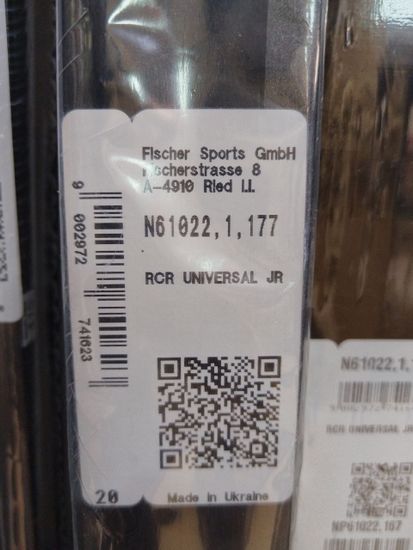 Fischer Sports GmbH
Fischerstrasse 8
A-4910 Ried I.I.
N61022,1,177
RCR UNIVERSAL JR
9 002972 741623
20
Made in Ukraine
N61022,1,
RCR UNIVERSAL JR
NP61022,167